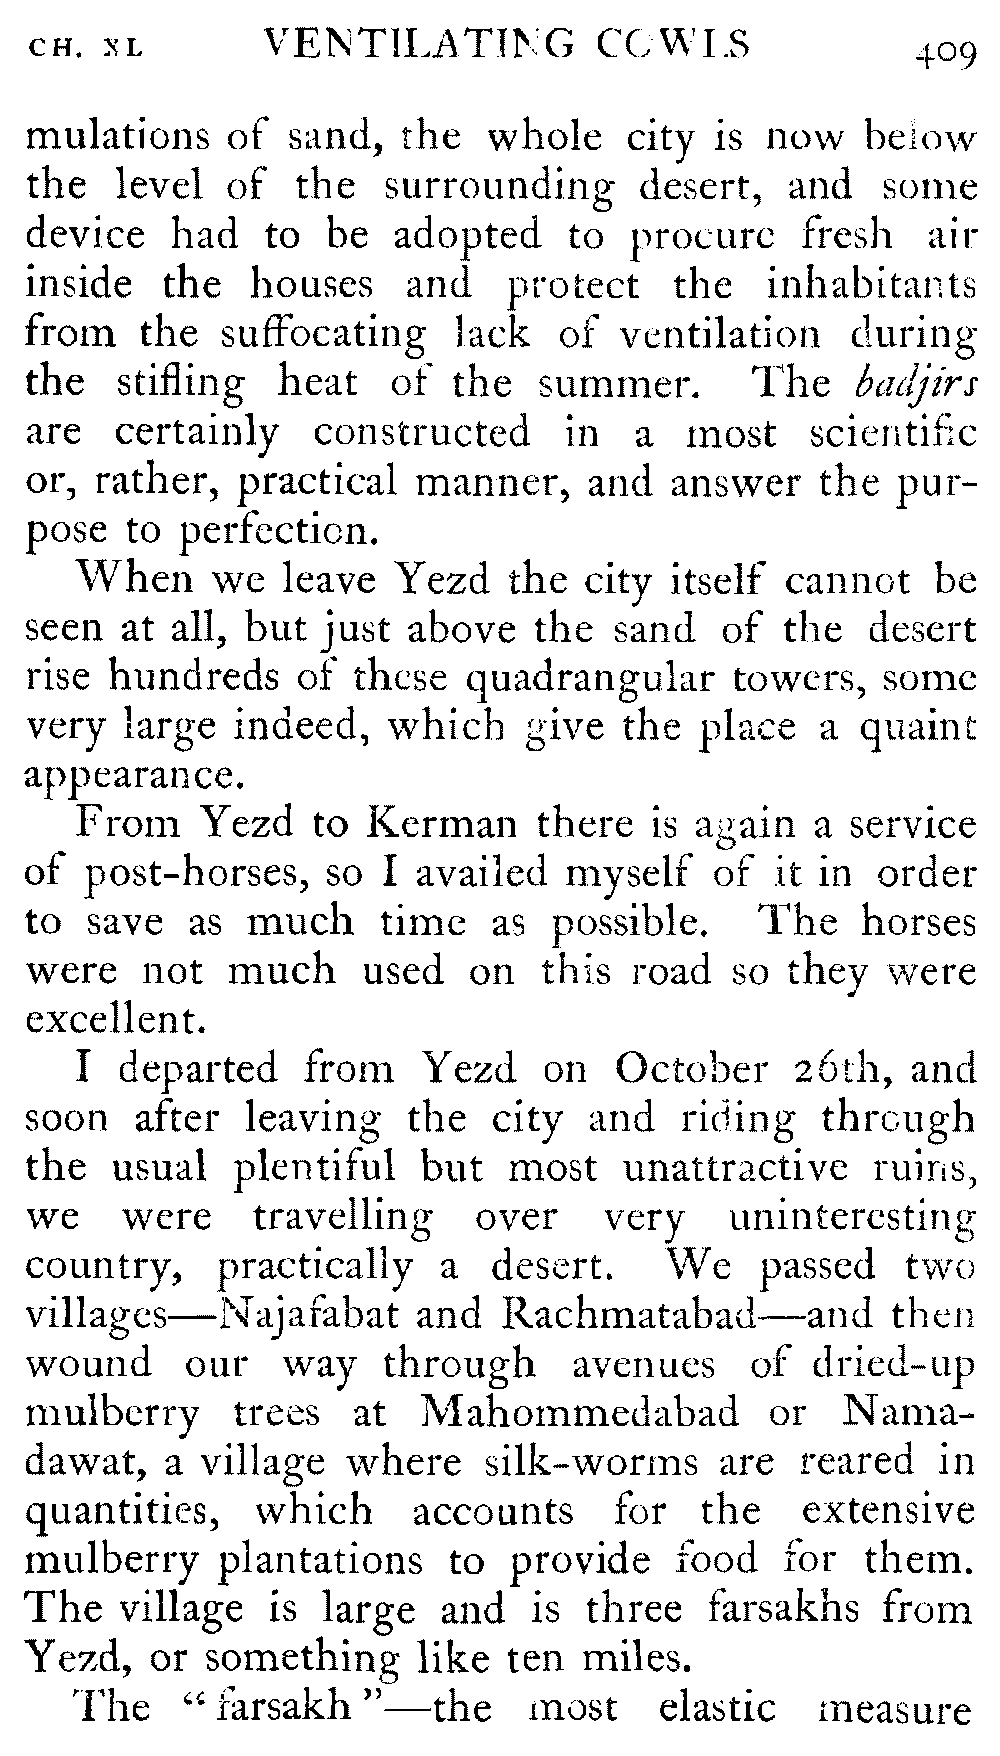 CH. XL VENTILATING COWLS 409
mulations of sand, the whole city is now below
the level of the surrounding desert, and some
device had to be adopted to procure fresh air
inside the houses and protect the inhabitants
from the suffocating lack of ventilation during
the stifling heat of the summer. The badjirs
are certainly constructed in a most scientific
or, rather, practical manner, and answer the pur-
pose to perfection.
When we leave Yezd the city itself cannot be
seen at all, but just above the sand of the desert
rise hundreds of these quadrangular towers, some
very large indeed, which give the place a quaint
appearance.
From Yezd to Kerman there is again a service
of post-horses, so I availed myself of it in order
to save as much time as possible. The horses
were not much used on this road so they were
excellent.
I departed from Yezd on October 26th, and
soon after leaving the city and riding through
the usual plentiful but most unattractive ruins,
we were travelling over very uninteresting
country, practically a desert. We passed two
villages—Najafabat and Rachmatabad—and then
wound our way through avenues of dried-up
mulberry trees at Mahommedabad or Nama-
dawat, a village where silk-worms are reared in
quantities, which accounts for the extensive
mulberry plantations to provide food for them.
The village is large and is three farsakhs from
Yezd, or something like ten miles.
The “farsakh”—the most elastic measure